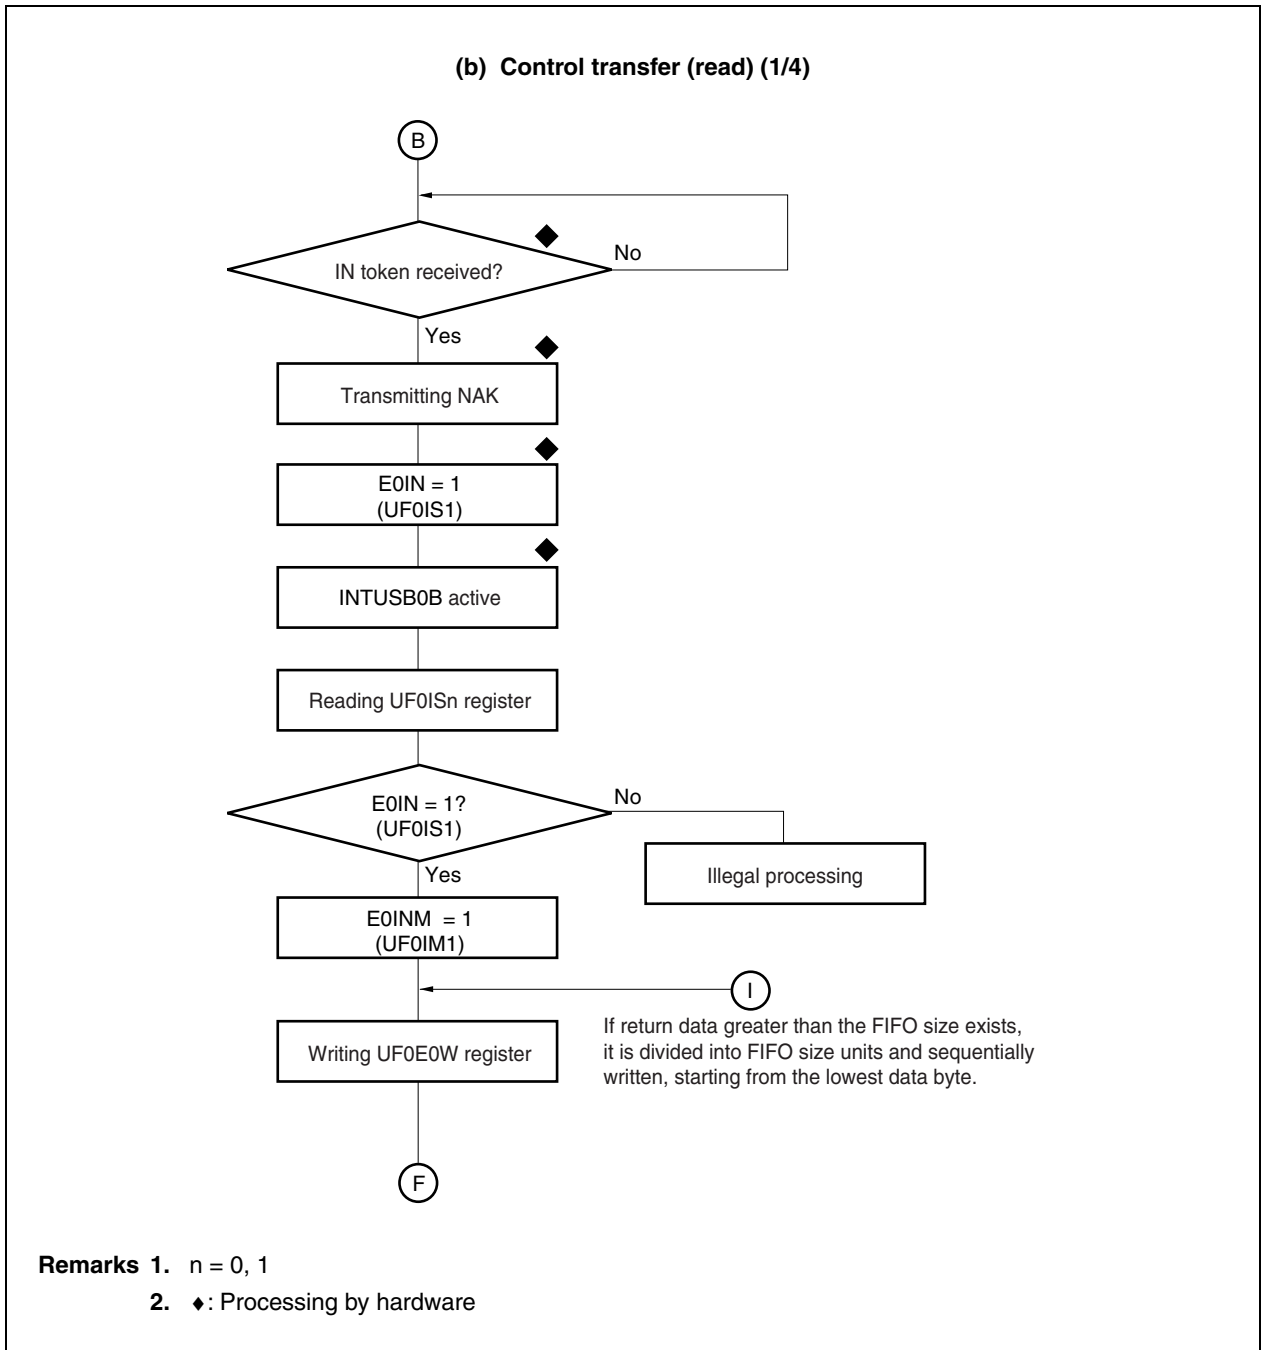 (b) Control transfer (read) (1/4)
B
IN token received?
No
Yes
Transmitting NAK
E0IN = 1
(UF0IS1)
INTUSB0B active
Reading UF0ISn register
E0IN = 1?
(UF0IS1)
No
Yes
Illegal processing
E0INM = 1
(UF0IM1)
I
If return data greater than the FIFO size exists,
it is divided into FIFO size units and sequentially
written, starting from the lowest data byte.
Writing UF0E0W register
F
Remarks 1. n = 0, 1
2. ♦: Processing by hardware